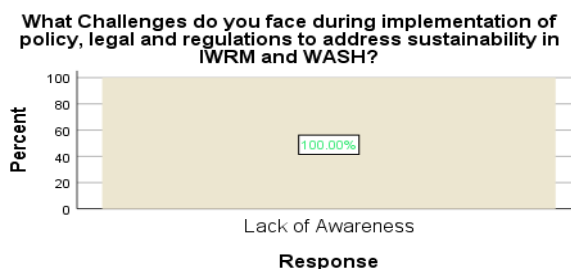 What Challenges do you face during implementation of
policy, legal and regulations to address sustainability in
IWRM and WASH?
100
80
60
40
20
0
Percent
100.00%
Lack of Awareness
Response